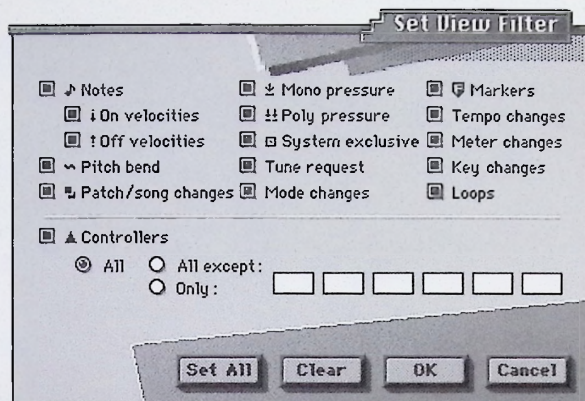 Set View Filter
♪ Notes
On velocities
Off velocities
Pitch bend
Patch/song changes
Mono pressure
Poly pressure
System exclusive
Tune request
Mode changes
F Markers
Tempo changes
Meter changes
Key changes
Loops
Controllers
All
All except:
Only:
Set All
Clear
OK
Cancel